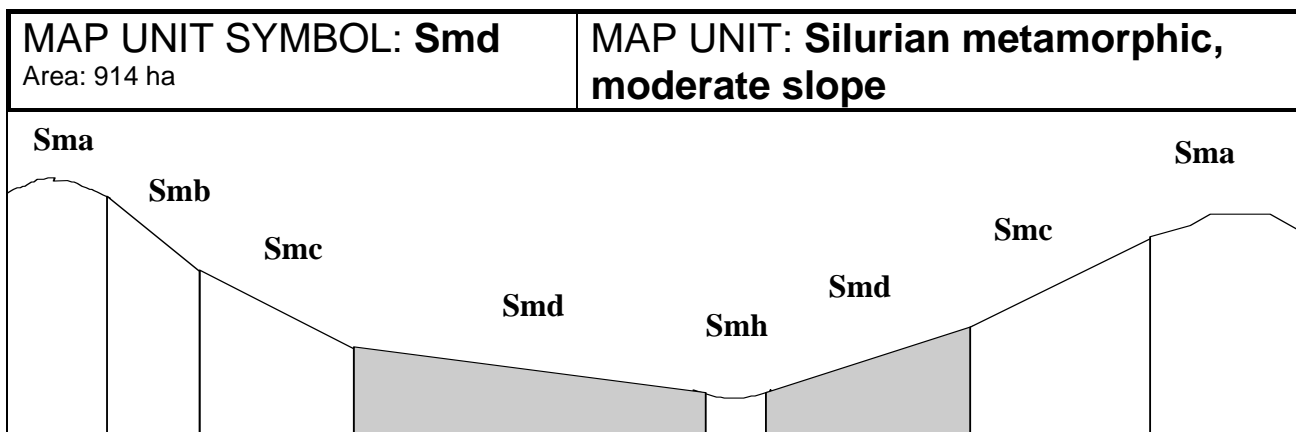 MAP UNIT SYMBOL: Smd
Area: 914 ha
MAP UNIT: Silurian metamorphic,
moderate slope
Sma
Smb
Smc
Smd
Smh
Smd
Smc
Sma